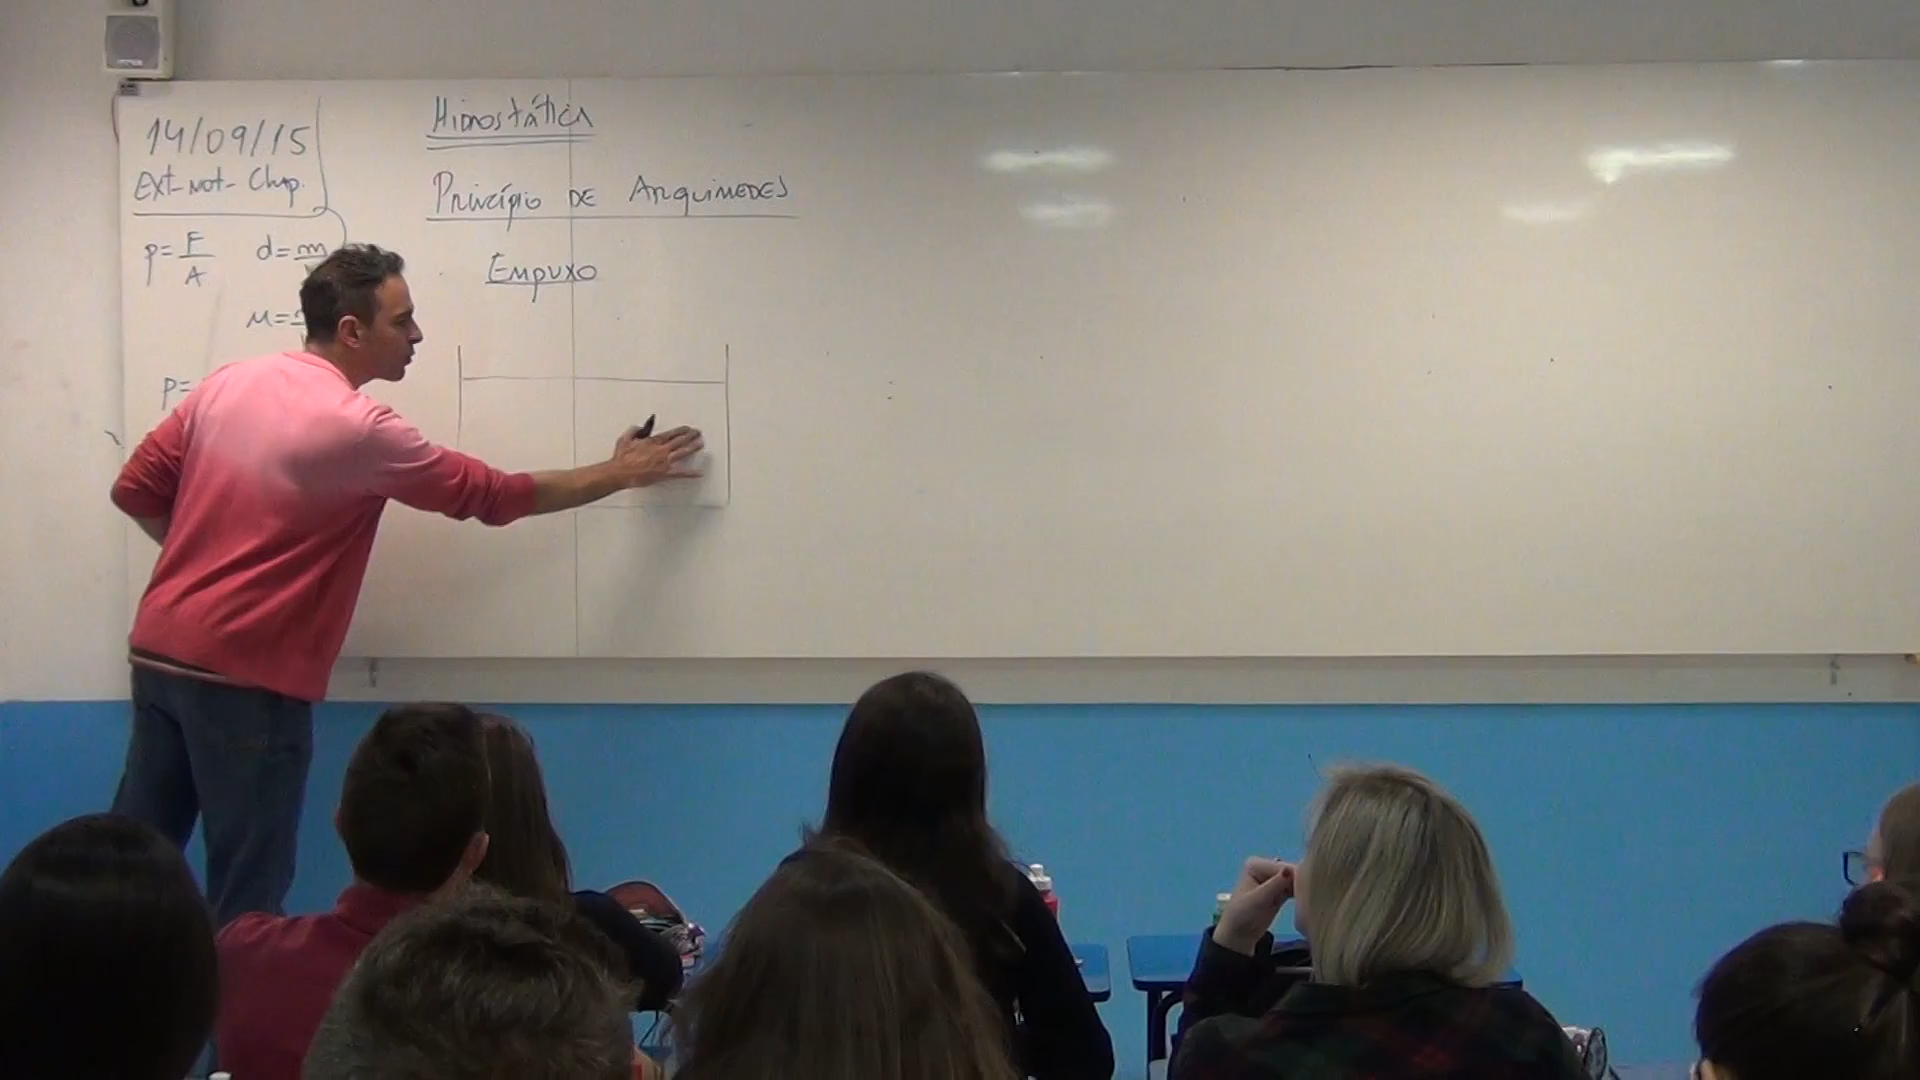 14/09/15
Ext-Not-Chap.
p=F/A d=m
μ=
p=
Hidrostática
Princípio DE ARquimEDES
Empuxo